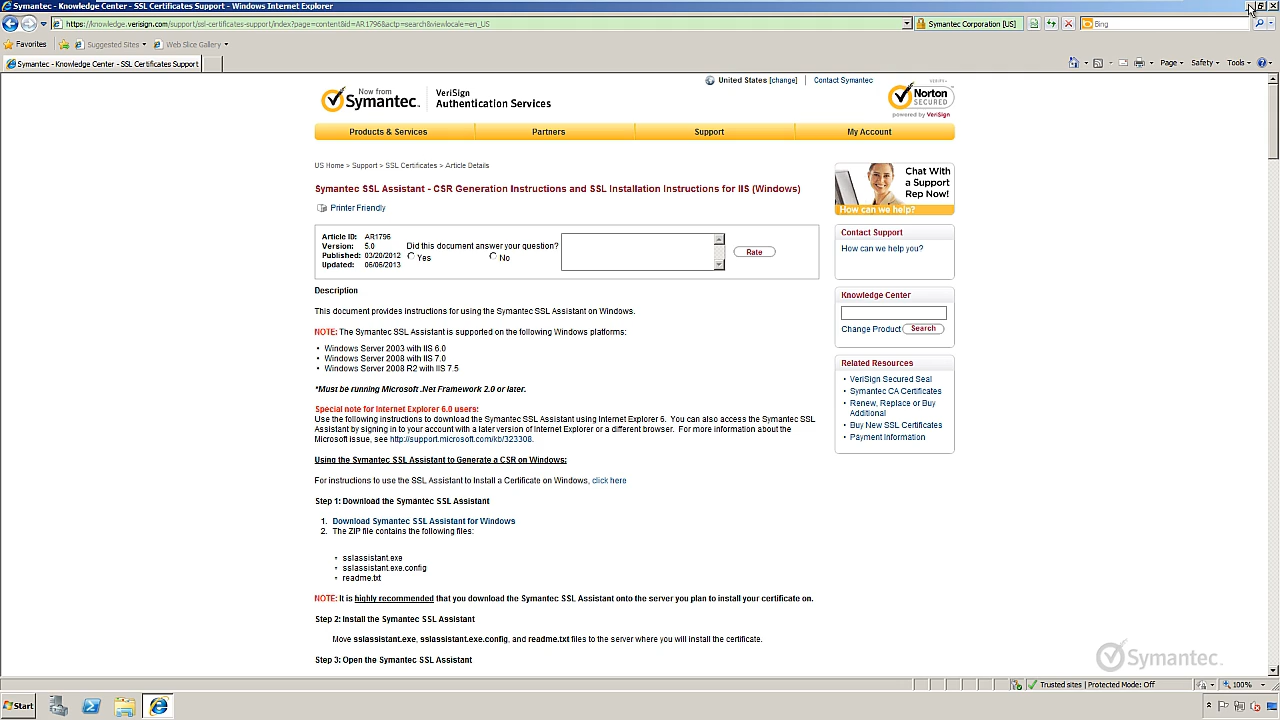 Symantec - Knowledge Center - SSL Certificates Support - Windows Internet Explorer
https://knowledge.verisign.com/support/ssl-certificates-support/index?page=content&id=AR1796&actp=search&viewlocale=en_US
Symantec Corporation [US]
Bing
Favorites
Suggested Sites
Web Slice Gallery
Symantec - Knowledge Center - SSL Certificates Support
Page
Safety
Tools
United States [change]
Contact Symantec
Now from
Symantec.
VeriSign
Authentication Services
Norton
SECURED
powered by VeriSign
Products & Services
Partners
Support
My Account
US Home > Support > SSL Certificates > Article Details
Symantec SSL Assistant - CSR Generation Instructions and SSL Installation Instructions for IIS (Windows)
Printer Friendly
Article ID: AR1796
Version: 5.0
Published: 03/20/2012
Updated: 06/06/2013
Did this document answer your question?
Yes
No
Rate
Description
This document provides instructions for using the Symantec SSL Assistant on Windows.
NOTE: The Symantec SSL Assistant is supported on the following Windows platforms:
• Windows Server 2003 with IIS 6.0
• Windows Server 2008 with IIS 7.0
• Windows Server 2008 R2 with IIS 7.5
*Must be running Microsoft .Net Framework 2.0 or later.
Special note for Internet Explorer 6.0 users:
Use the following instructions to download the Symantec SSL Assistant using Internet Explorer 6. You can also access the Symantec SSL
Assistant by signing in to your account with a later version of Internet Explorer or a different browser. For more information about the
Microsoft issue, see http://support.microsoft.com/kb/323308.
Using the Symantec SSL Assistant to Generate a CSR on Windows:
For instructions to use the SSL Assistant to Install a Certificate on Windows, click here
Step 1: Download the Symantec SSL Assistant
1. Download Symantec SSL Assistant for Windows
2. The ZIP file contains the following files:
• sslassistant.exe
• sslassistant.exe.config
• readme.txt
NOTE: It is highly recommended that you download the Symantec SSL Assistant onto the server you plan to install your certificate on.
Step 2: Install the Symantec SSL Assistant
Move sslassistant.exe, sslassistant.exe.config, and readme.txt files to the server where you will install the certificate.
Step 3: Open the Symantec SSL Assistant
Chat With
a Support
Rep Now!
How can we help?
Contact Support
How can we help you?
Knowledge Center
Change Product
Search
Related Resources
• VeriSign Secured Seal
• Symantec CA Certificates
• Renew, Replace or Buy
Additional
• Buy New SSL Certificates
• Payment Information
Symantec.
Trusted sites | Protected Mode: Off
100%
Start